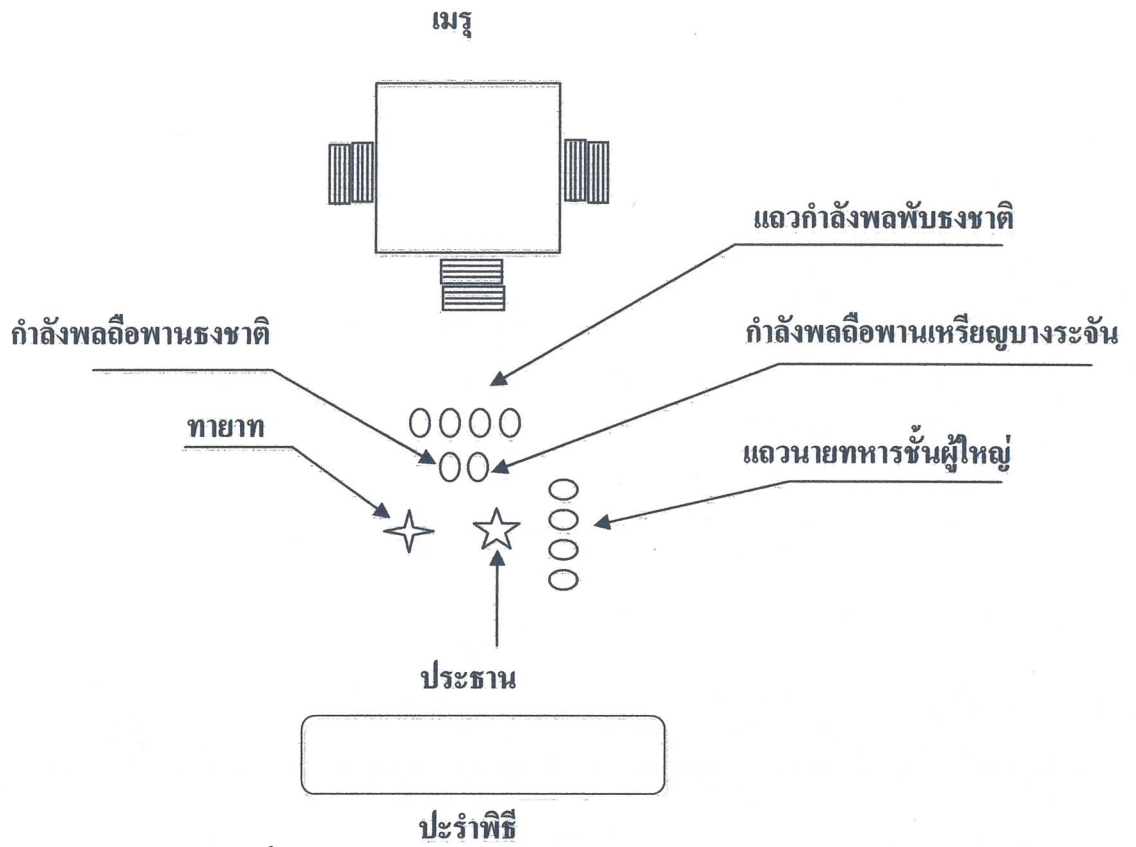 เมรุ
แถวกำลังพลพับธงชาติ
กำลังพลถือพานธงชาติ
กำลังพลถือพานเหรียญบางระจัน
ทายาท
แถวนายทหารชั้นผู้ใหญ่
ประธาน
ปะรำพิธี